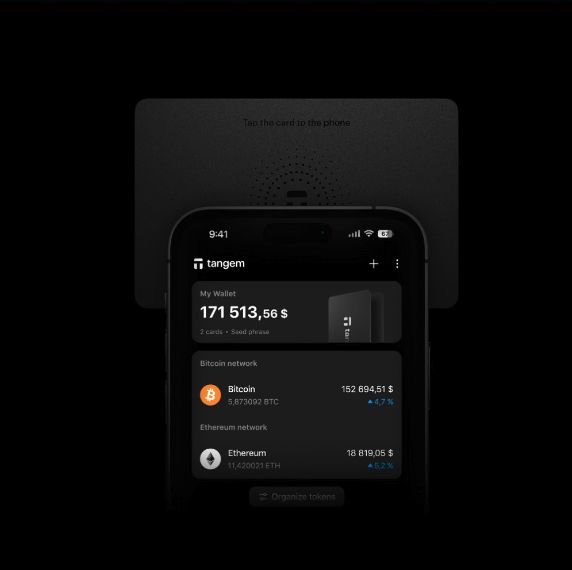 Tap the card to the phone
9:41
67
tangem
My Wallet
171 513,56 $
2 cards • Seed phrase
Bitcoin network
Bitcoin
152 694,51 $
5,873092 BTC
4,7 %
Ethereum network
Ethereum
18 819,05 $
11,420021 ETH
5,2 %
Organize tokens